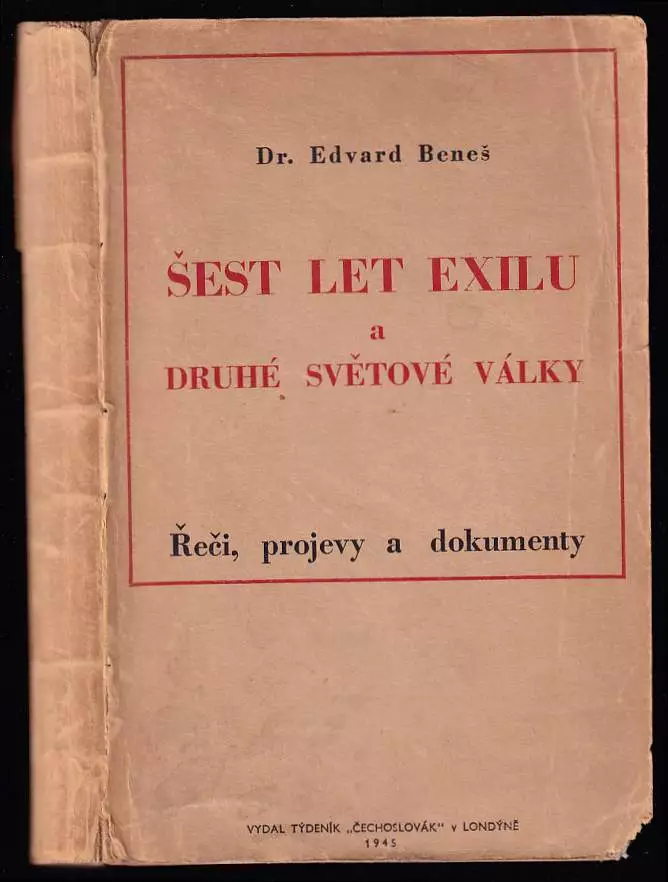 Dr. Edvard Beneš
ŠEST LET EXILU
a
DRUHÉ SVĚTOVÉ VÁLKY
Řeči, projevy a dokumenty
VYDAL TÝDENÍK „ČECHOSLOVÁK“ v LONDÝNĚ
1945